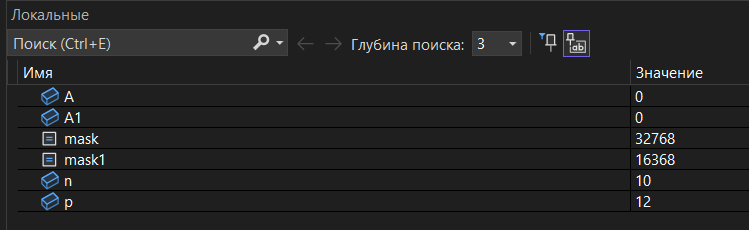 Локальные
Поиск (Ctrl+E) Глубина поиска: 3
Имя Значение
A 0
A1 0
mask 32768
mask1 16368
n 10
p 12